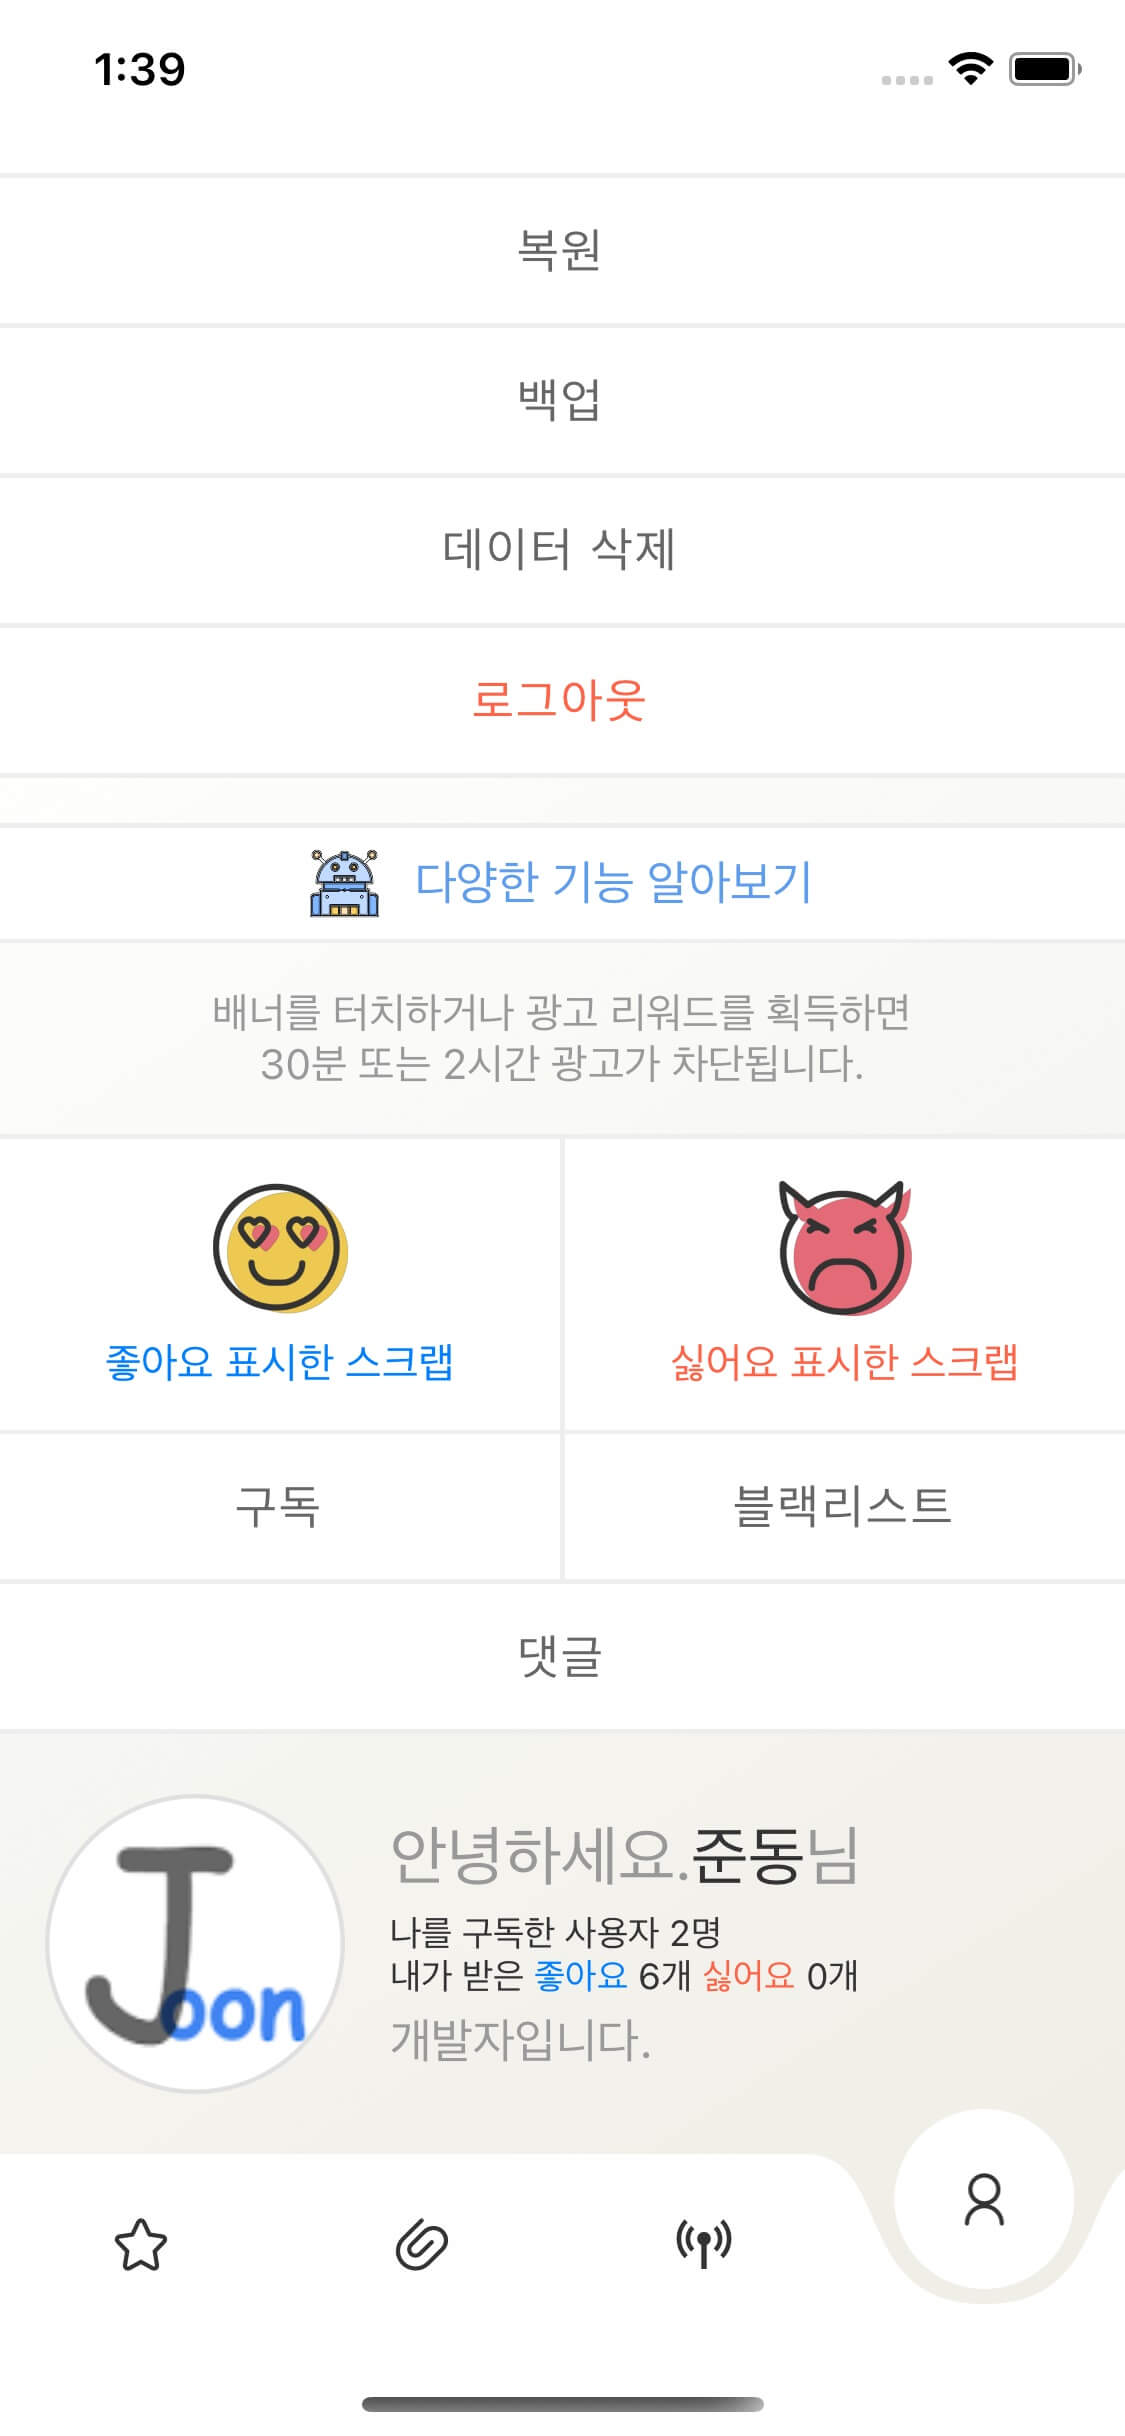 1:39
복원
백업
데이터 삭제
로그아웃
다양한 기능 알아보기
배너를 터치하거나 광고 리워드를 획득하면
30분 또는 2시간 광고가 차단됩니다.
좋아요 표시한 스크랩
싫어요 표시한 스크랩
구독
블랙리스트
댓글
Joon
안녕하세요.준동님
나를 구독한 사용자 2명
내가 받은 좋아요 6개 싫어요 0개
개발자입니다.